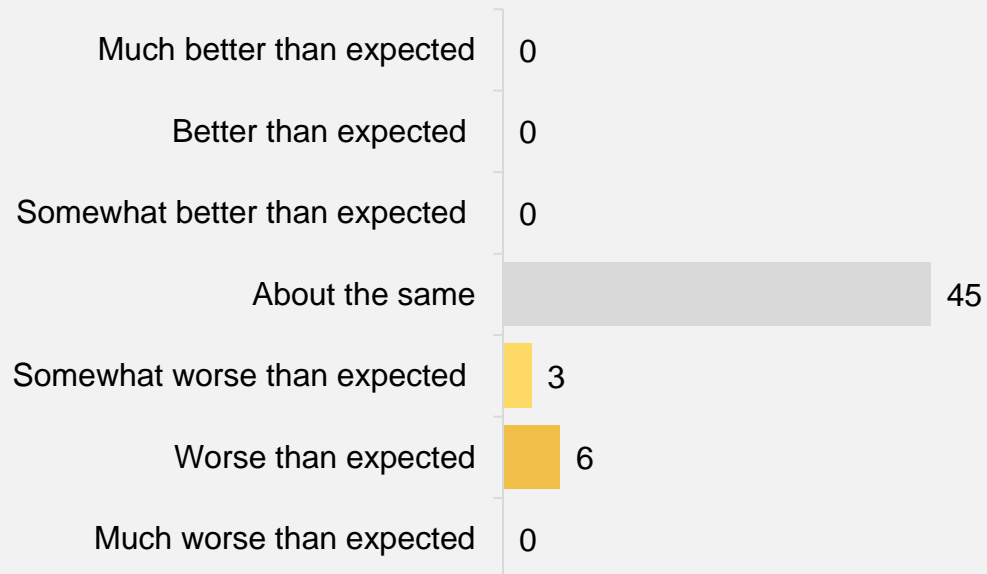 Much better than expected 0
Better than expected 0
Somewhat better than expected 0
About the same 45
Somewhat worse than expected 3
Worse than expected 6
Much worse than expected 0